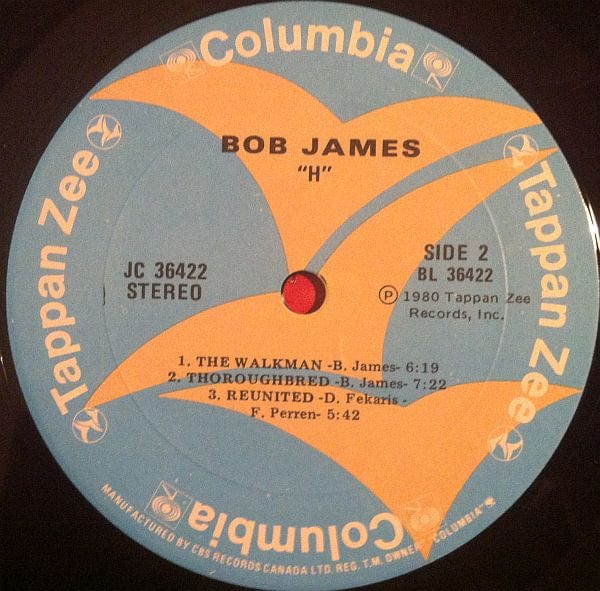 Columbia
Tappan Zee
Tappan Zee
BOB JAMES
"H"
JC 36422
STEREO
SIDE 2
BL 36422
Ⓟ 1980 Tappan Zee
Records, Inc.
1. THE WALKMAN -B. James- 6:19
2. THOROUGHBRED -B. James- 7:22
3. REUNITED -D. Fekaris -
F. Perren- 5:42
Columbia
MANUFACTURED BY CBS RECORDS CANADA LTD. REG. T.M. OWNER COLUMBIA